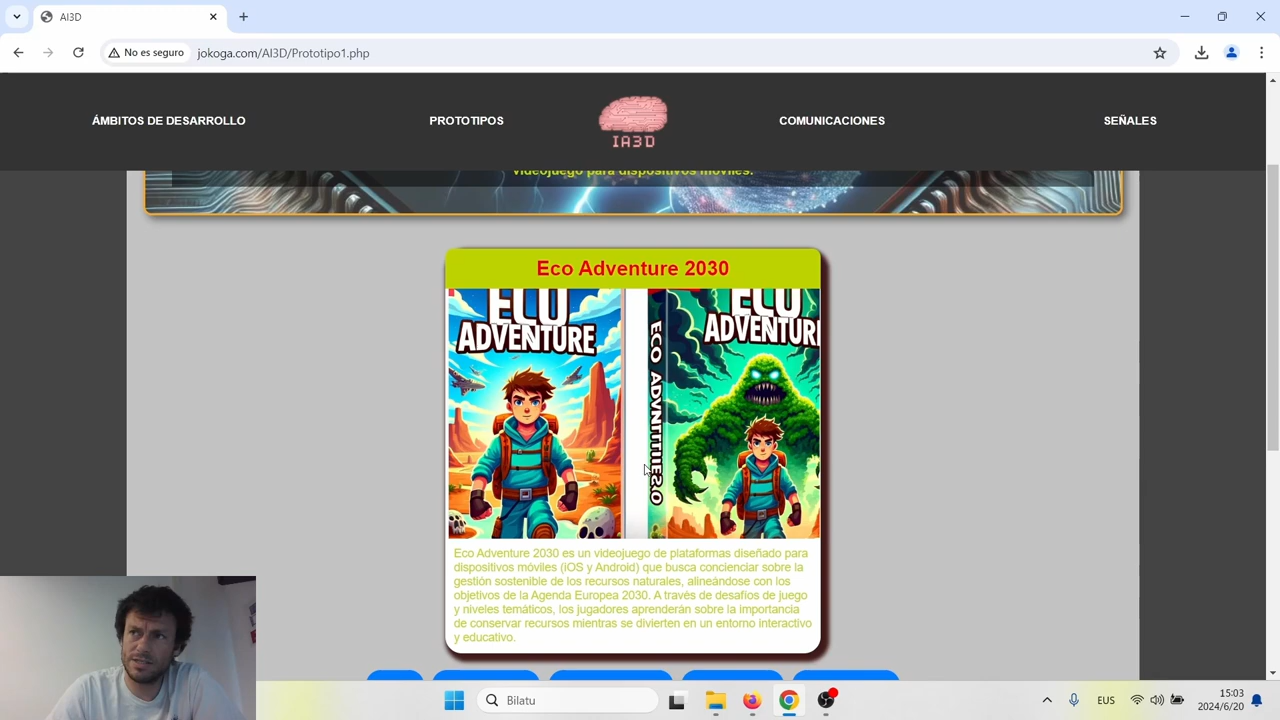 AI3D
No es seguro
jokoga.com/AI3D/Prototipo1.php
ÁMBITOS DE DESARROLLO
PROTOTIPOS
IA3D
COMUNICACIONES
SEÑALES
videojuego para dispositivos móviles.
Eco Adventure 2030
ECO
ADVENTURE
ECO
ADVENTUR
Eco Adventure 2030 es un videojuego de plataformas diseñado para
dispositivos móviles (iOS y Android) que busca concienciar sobre la
gestión sostenible de los recursos naturales, alineándose con los
objetivos de la Agenda Europea 2030. A través de desafíos de juego
y niveles temáticos, los jugadores aprenderán sobre la importancia
de conservar recursos mientras se divierten en un entorno interactivo
y educativo.
Bilatu
EUS
15:03
2024/6/20